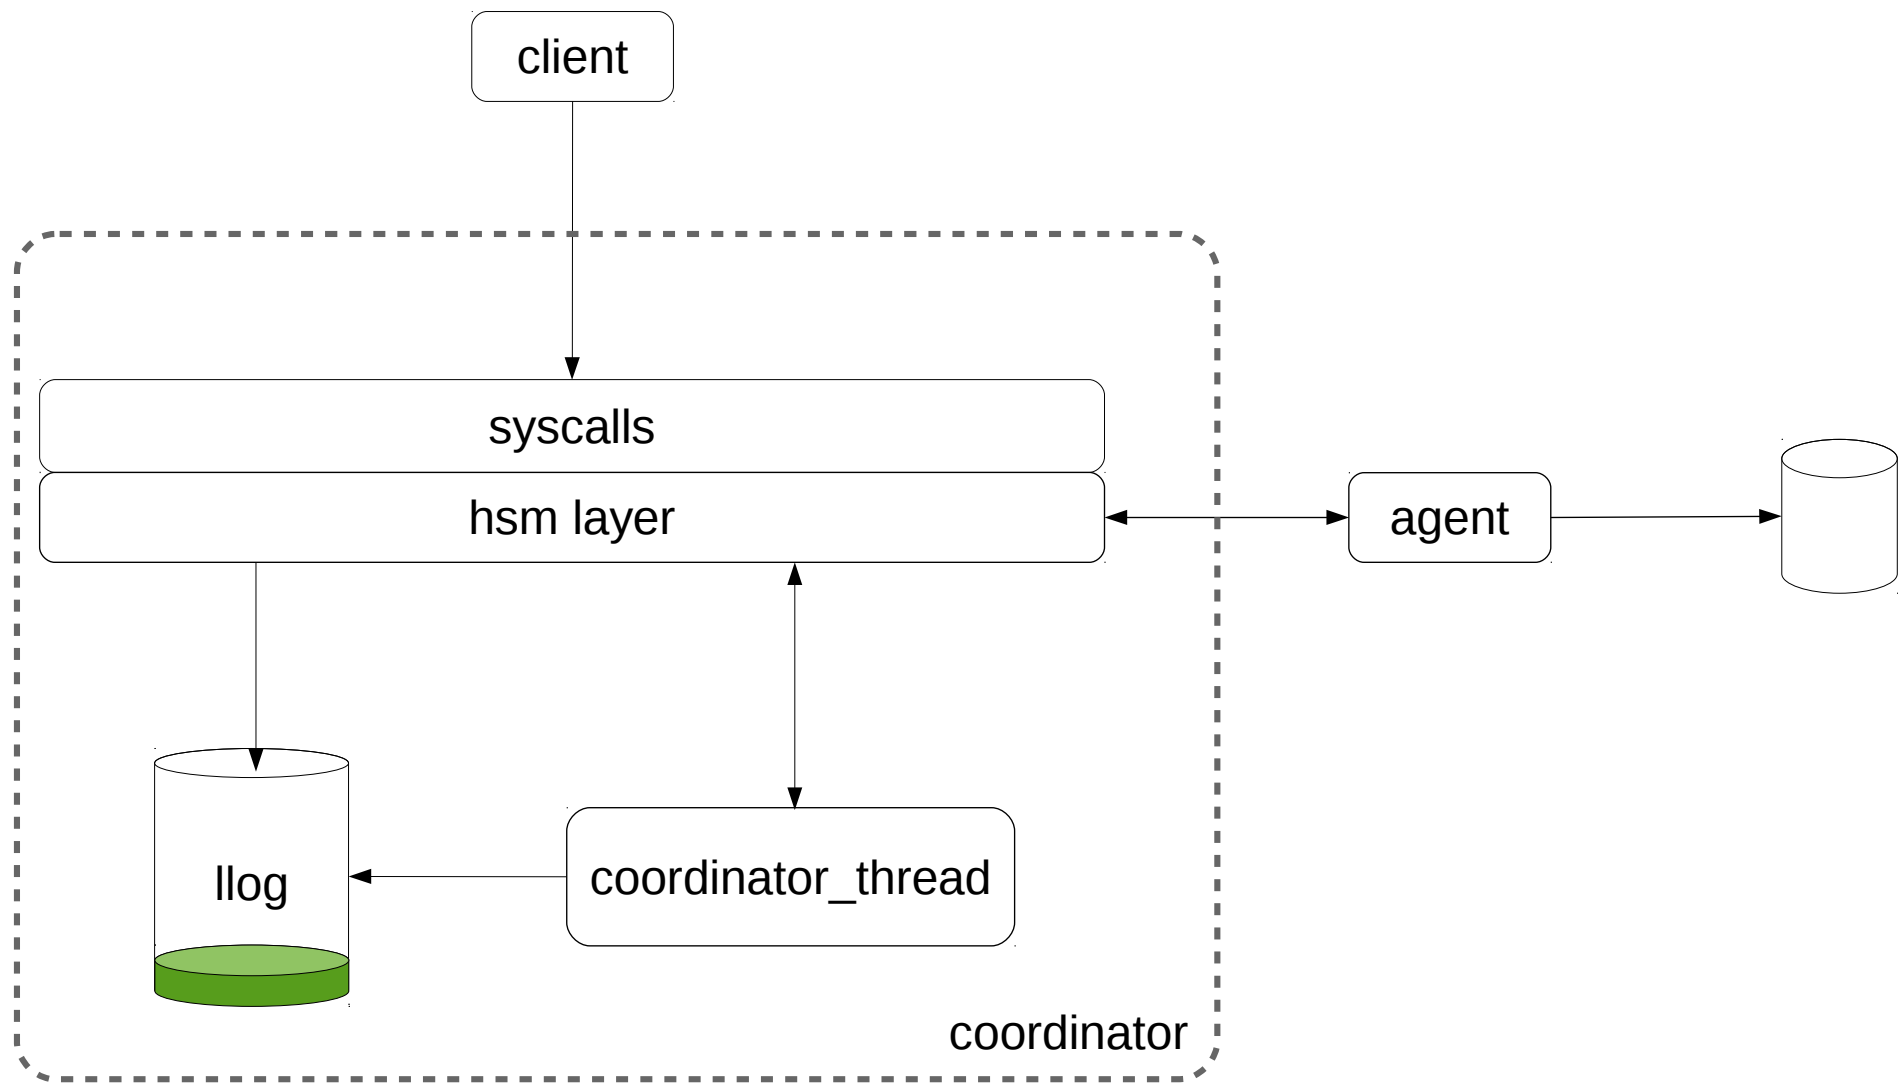 client
syscalls
hsm layer
agent
llog
coordinator_thread
coordinator